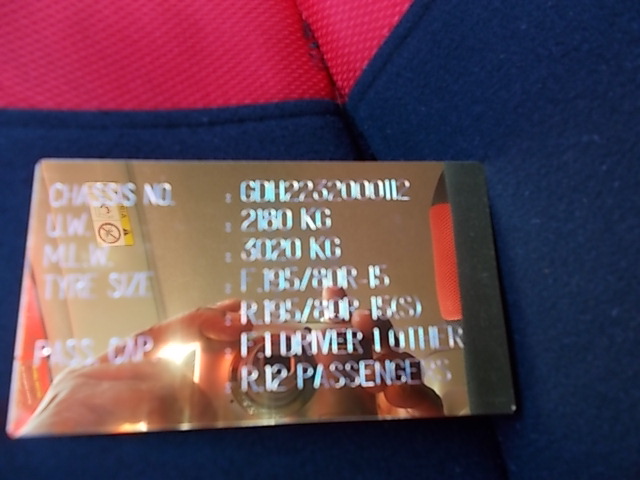 CHASSIS NO. : GDH2232000112
U.W. : 2180 KG
M.L.W. : 3020 KG
TYRE SIZE : F.195/80R-15
: R.195/80R-15(S)
PASS. CAP : F 1 DRIVER 1 OTHER
: R.12 PASSENGERS